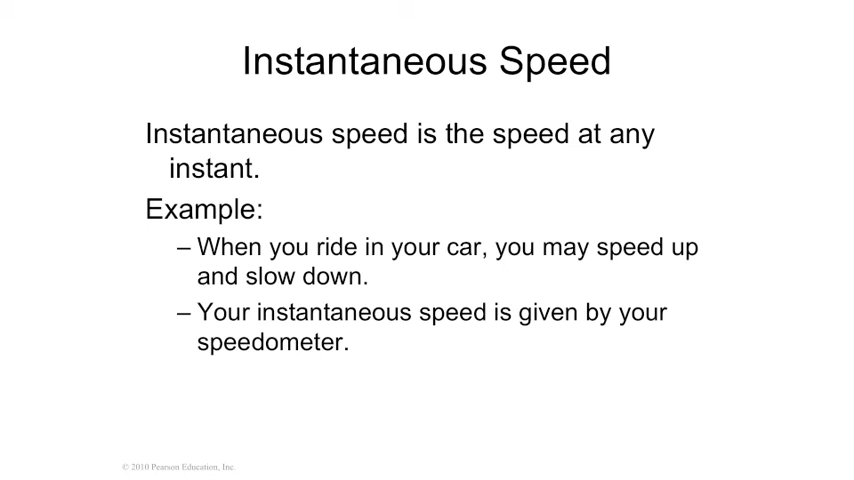 Instantaneous Speed
Instantaneous speed is the speed at any
instant.
Example:
– When you ride in your car, you may speed up
and slow down.
– Your instantaneous speed is given by your
speedometer.
© 2010 Pearson Education, Inc.